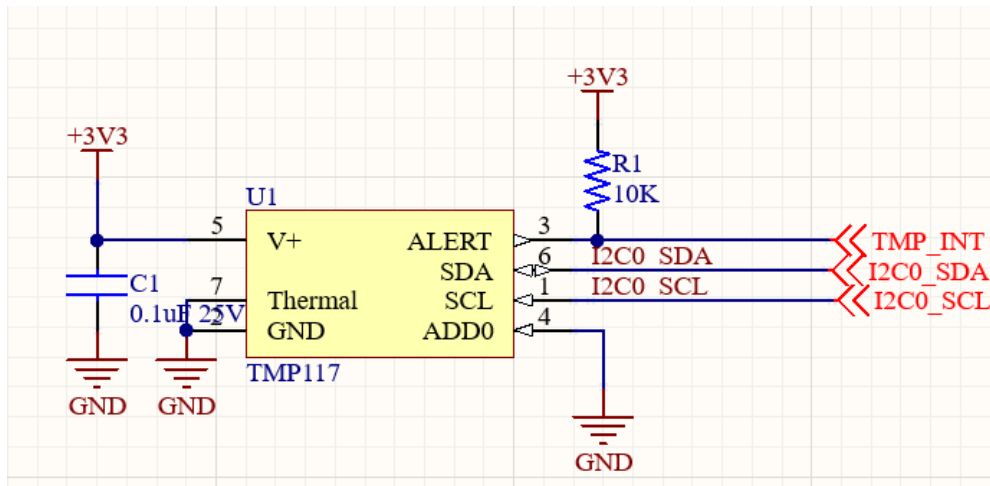 +3V3
+3V3
R1
10K
U1
5
V+
ALERT
3
TMP_INT
I2C0_SDA
SDA
6
I2C0_SDA
C1
0.1uF 25V
7
Thermal
I2C0_SCL
SCL
1
I2C0_SCL
2
GND
ADD0
4
TMP117
GND
GND
GND